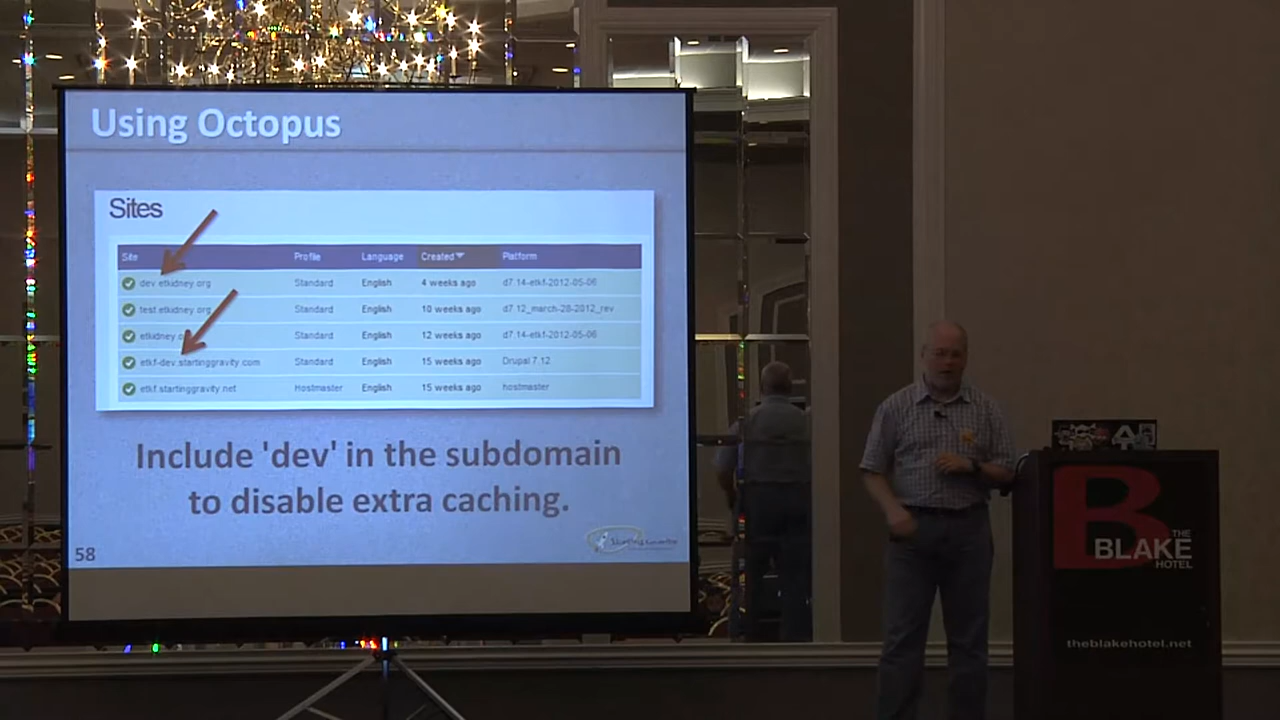 Using Octopus
Sites
Site Profile Language Created Platform
dev.etkidney.org Standard English 4 weeks ago d7.14-etkf-2012-05-06
test.etkidney.org Standard English 10 weeks ago d7.12_march-28-2012_rev
etkidney.o Standard English 12 weeks ago d7.14-etkf-2012-05-06
etkf-dev.startinggravity.com Standard English 15 weeks ago Drupal 7.12
etkf.startinggravity.net Hostmaster English 15 weeks ago hostmaster
Include 'dev' in the subdomain
to disable extra caching.
58
Starting Gravity
B
THE
BLAKE
HOTEL
theblakehotel.net